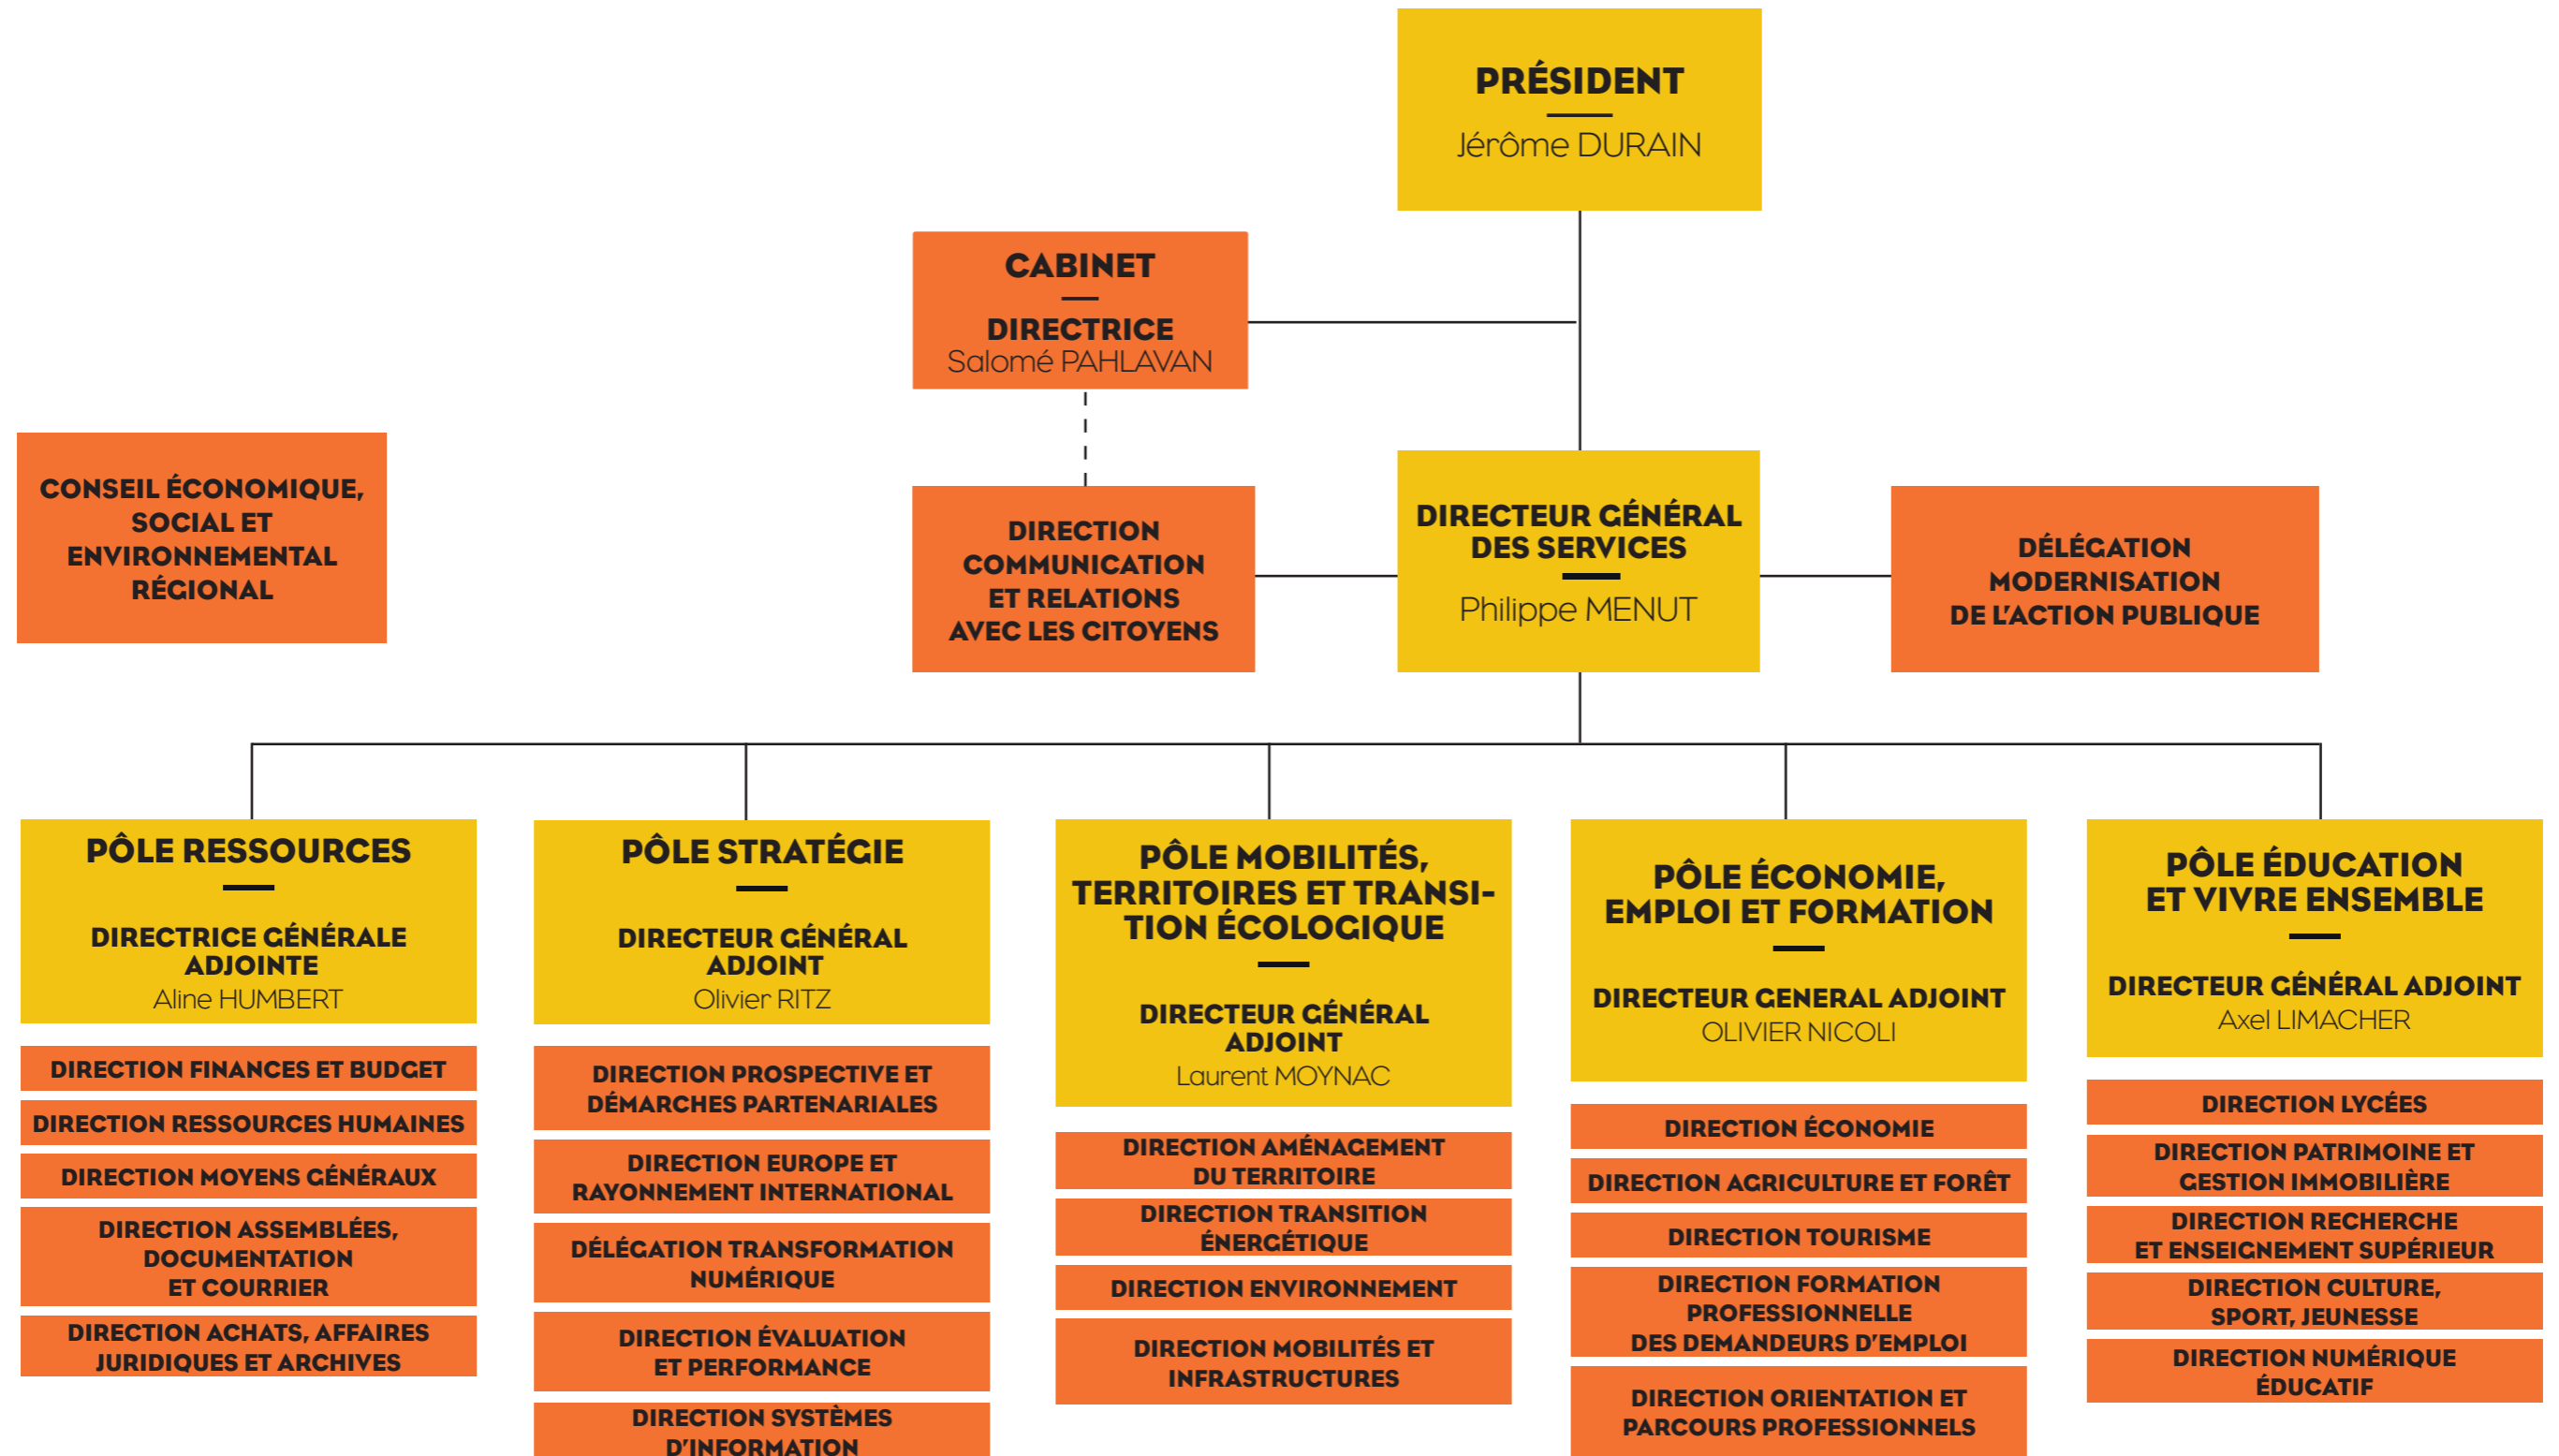 PRÉSIDENT
Jérôme DURAIN
CABINET
DIRECTRICE
Salomé PAHLAVAN
CONSEIL ÉCONOMIQUE,
SOCIAL ET
ENVIRONNEMENTAL
RÉGIONAL
DIRECTION
COMMUNICATION
ET RELATIONS
AVEC LES CITOYENS
DIRECTEUR GÉNÉRAL
DES SERVICES
Philippe MENUT
DÉLÉGATION
MODERNISATION
DE L'ACTION PUBLIQUE
PÔLE RESSOURCES
DIRECTRICE GÉNÉRALE
ADJOINTE
Aline HUMBERT
DIRECTION FINANCES ET BUDGET
DIRECTION RESSOURCES HUMAINES
DIRECTION MOYENS GÉNÉRAUX
DIRECTION ASSEMBLÉES,
DOCUMENTATION
ET COURRIER
DIRECTION ACHATS, AFFAIRES
JURIDIQUES ET ARCHIVES
PÔLE STRATÉGIE
DIRECTEUR GÉNÉRAL
ADJOINT
Olivier RITZ
DIRECTION PROSPECTIVE ET
DÉMARCHES PARTENARIALES
DIRECTION EUROPE ET
RAYONNEMENT INTERNATIONAL
DÉLÉGATION TRANSFORMATION
NUMÉRIQUE
DIRECTION ÉVALUATION
ET PERFORMANCE
DIRECTION SYSTÈMES
D'INFORMATION
PÔLE MOBILITÉS,
TERRITOIRES ET TRANSI-
TION ÉCOLOGIQUE
DIRECTEUR GÉNÉRAL
ADJOINT
Laurent MOYNAC
DIRECTION AMÉNAGEMENT
DU TERRITOIRE
DIRECTION TRANSITION
ÉNERGÉTIQUE
DIRECTION ENVIRONNEMENT
DIRECTION MOBILITÉS ET
INFRASTRUCTURES
PÔLE ÉCONOMIE,
EMPLOI ET FORMATION
DIRECTEUR GENERAL ADJOINT
OLIVIER NICOLI
DIRECTION ÉCONOMIE
DIRECTION AGRICULTURE ET FORÊT
DIRECTION TOURISME
DIRECTION FORMATION
PROFESSIONNELLE
DES DEMANDEURS D'EMPLOI
DIRECTION ORIENTATION ET
PARCOURS PROFESSIONNELS
PÔLE ÉDUCATION
ET VIVRE ENSEMBLE
DIRECTEUR GÉNÉRAL ADJOINT
Axel LIMACHER
DIRECTION LYCÉES
DIRECTION PATRIMOINE ET
GESTION IMMOBILIÈRE
DIRECTION RECHERCHE
ET ENSEIGNEMENT SUPÉRIEUR
DIRECTION CULTURE,
SPORT, JEUNESSE
DIRECTION NUMÉRIQUE
ÉDUCATIF